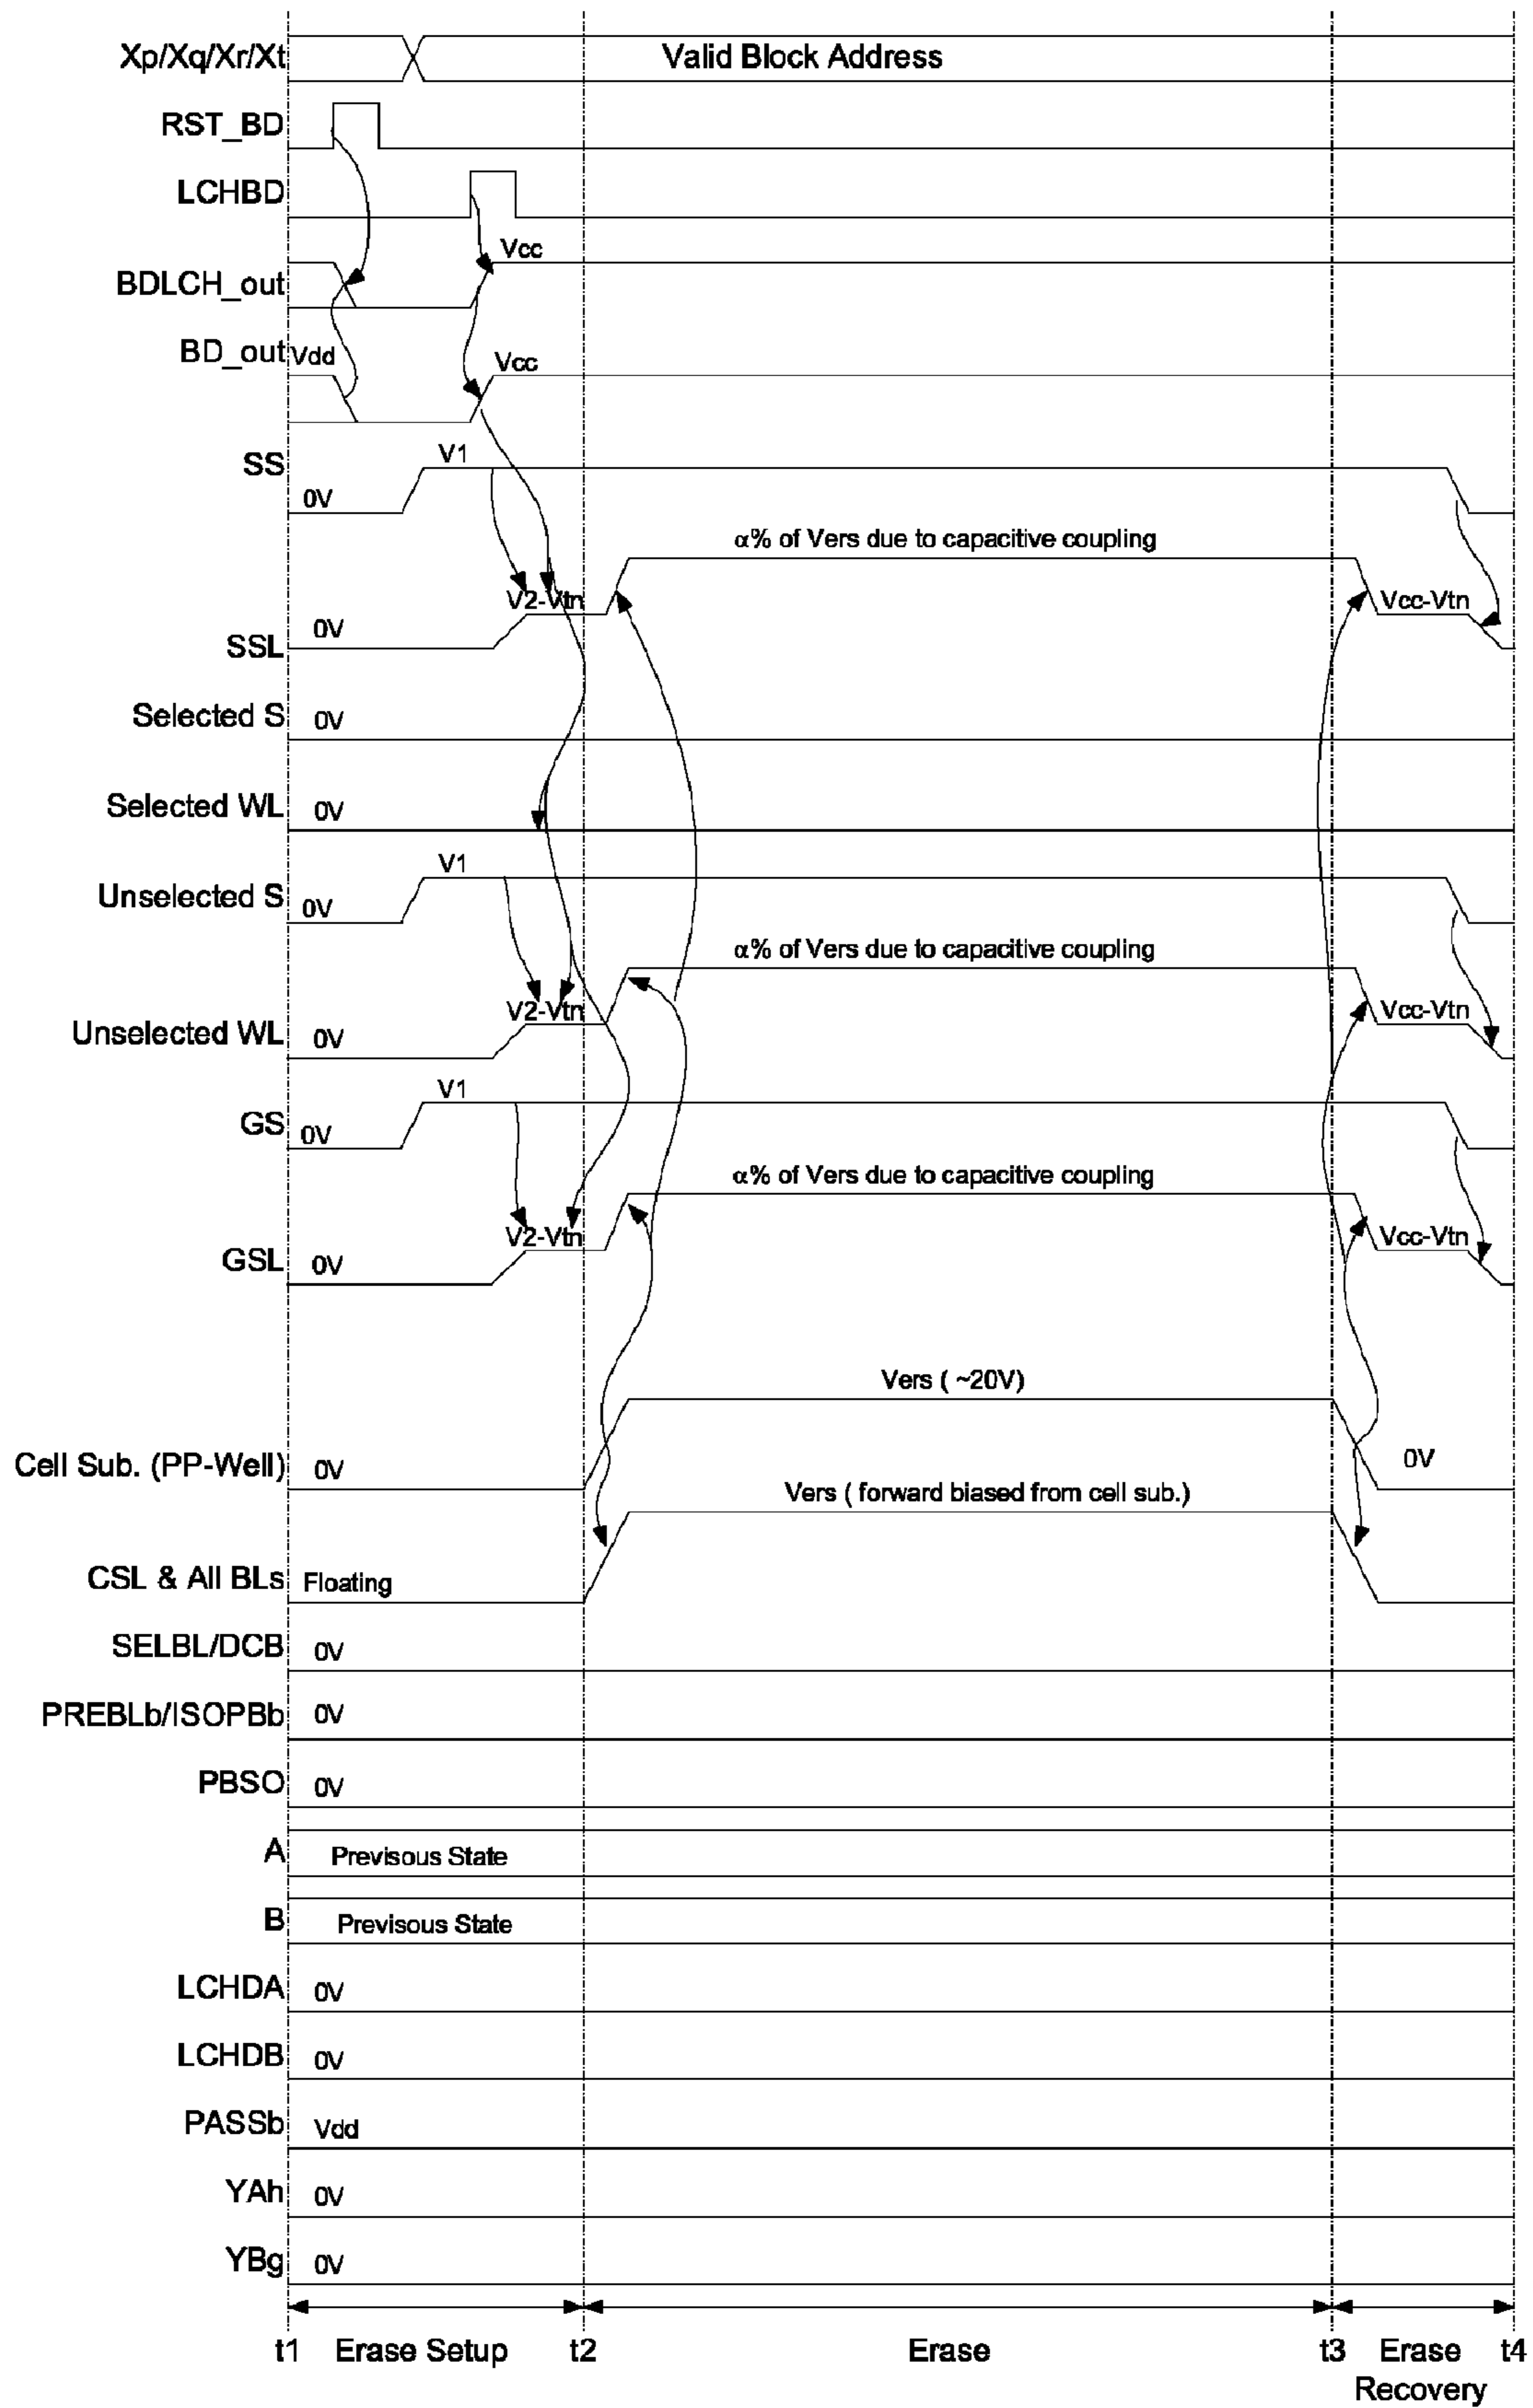 Xp/Xq/Xr/Xt Valid Block Address
RST_BD
LCHBD
Vcc
BDLCH_out
BD_out Vdd Vcc
V1
SS
0V
α% of Vers due to capacitive coupling
V2-Vtn Vcc-Vtn
0V
SSL
Selected S 0V
Selected WL 0V
V1
Unselected S 0V
α% of Vers due to capacitive coupling
V2-Vtn Vcc-Vtn
Unselected WL 0V
V1
GS 0V
α% of Vers due to capacitive coupling
V2-Vtn Vcc-Vtn
GSL 0V
Vers ( ~20V)
Cell Sub. (PP-Well) 0V 0V
Vers ( forward biased from cell sub.)
CSL & All BLs Floating
SELBL/DCB 0V
PREBLb/ISOPBb 0V
PBSO 0V
A Previsous State
B Previsous State
LCHDA 0V
LCHDB 0V
PASSb Vdd
YAh 0V
YBg 0V
t1 Erase Setup t2 Erase t3 Erase t4
Recovery